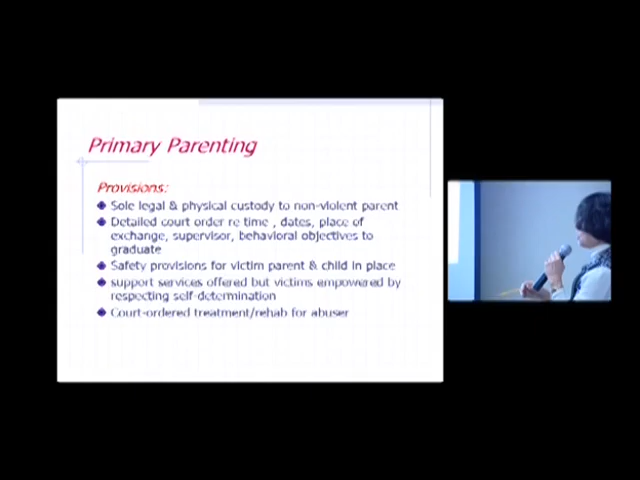 Primary Parenting
Provisions:
Sole legal & physical custody to non-violent parent
Detailed court order re time , dates, place of
exchange, supervisor, behavioral objectives to
graduate
Safety provisions for victim parent & child in place
support services offered but victims empowered by
respecting self-determination
Court-ordered treatment/rehab for abuser